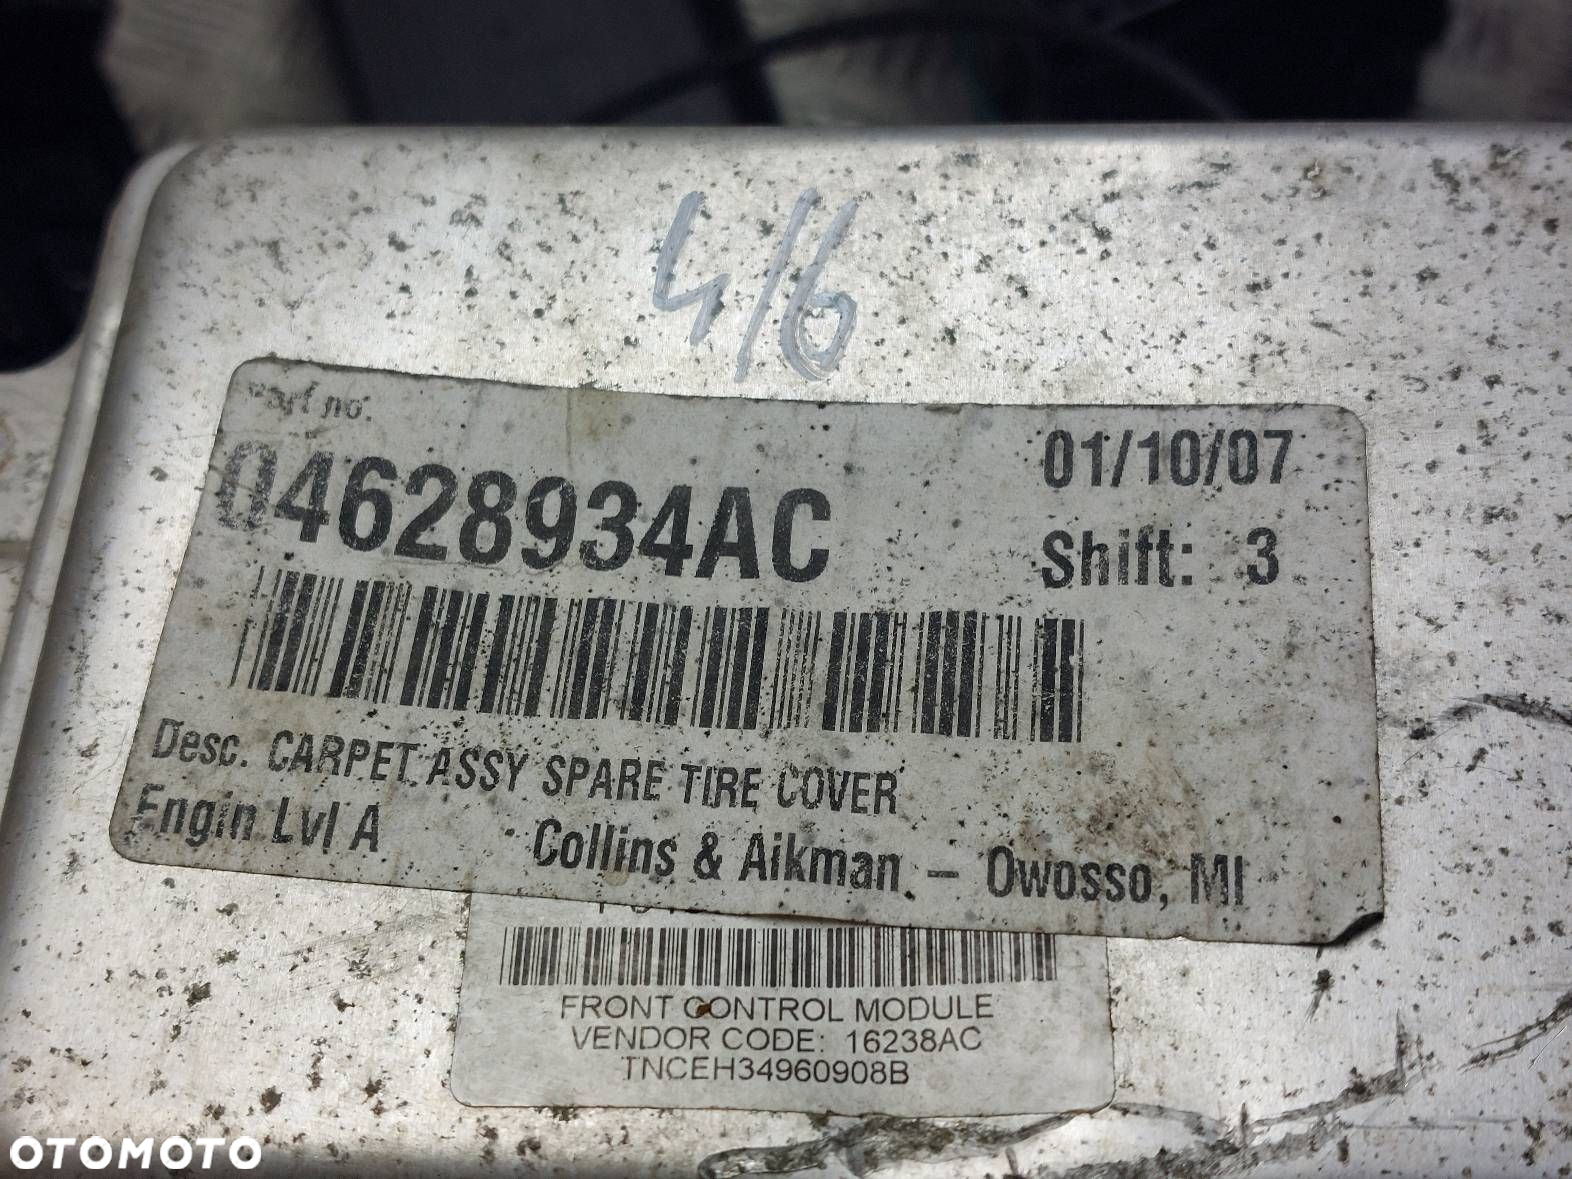 4/6
Part no.
04628934AC
01/10/07
Shift: 3
Desc. CARPET ASSY SPARE TIRE COVER
Engin Lvl A
Collins & Aikman - Owosso, MI
FRONT CONTROL MODULE
VENDOR CODE: 16238AC
TNCEH34960908B
OTOMOTO